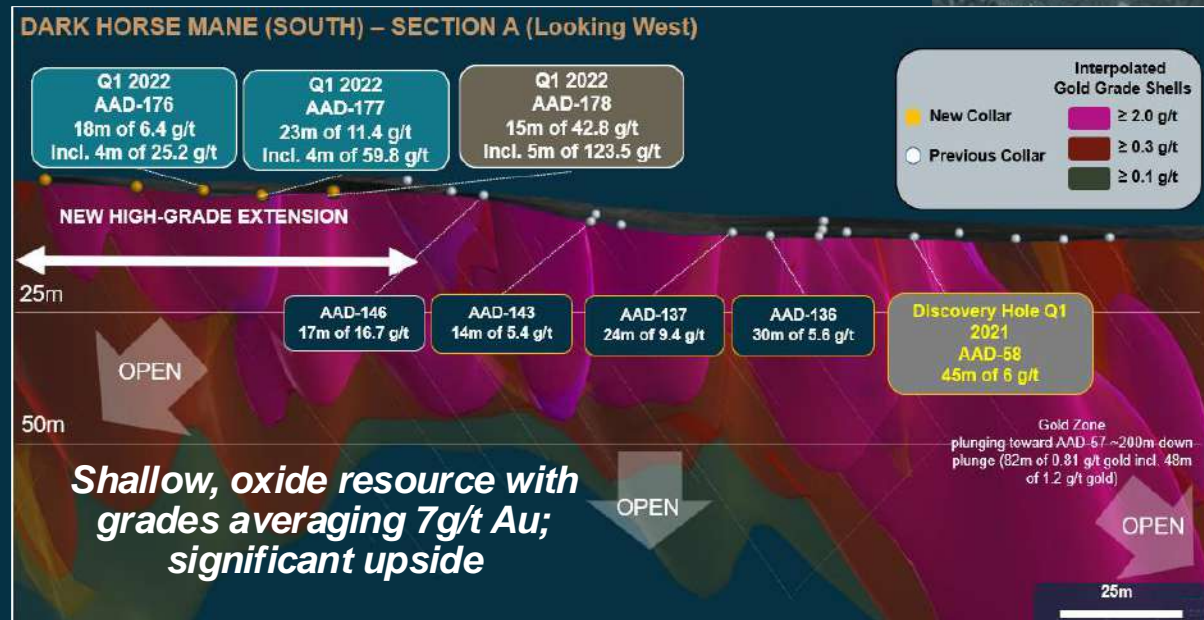 DARK HORSE MANE (SOUTH) – SECTION A (Looking West)
Q1 2022
AAD-176
18m of 6.4 g/t
Incl. 4m of 25.2 g/t
Q1 2022
AAD-177
23m of 11.4 g/t
Incl. 4m of 59.8 g/t
Q1 2022
AAD-178
15m of 42.8 g/t
Incl. 5m of 123.5 g/t
New Collar
Previous Collar
Interpolated
Gold Grade Shells
≥ 2.0 g/t
≥ 0.3 g/t
≥ 0.1 g/t
NEW HIGH-GRADE EXTENSION
25m
AAD-146
17m of 16.7 g/t
AAD-143
14m of 5.4 g/t
AAD-137
24m of 9.4 g/t
AAD-136
30m of 5.6 g/t
Discovery Hole Q1
2021
AAD-58
45m of 6 g/t
OPEN
50m
Gold Zone
plunging toward AAD-57 ~200m down
plunge (82m of 0.81 g/t gold incl. 48m
of 1.2 g/t gold)
Shallow, oxide resource with
grades averaging 7g/t Au;
significant upside
OPEN
OPEN
25m